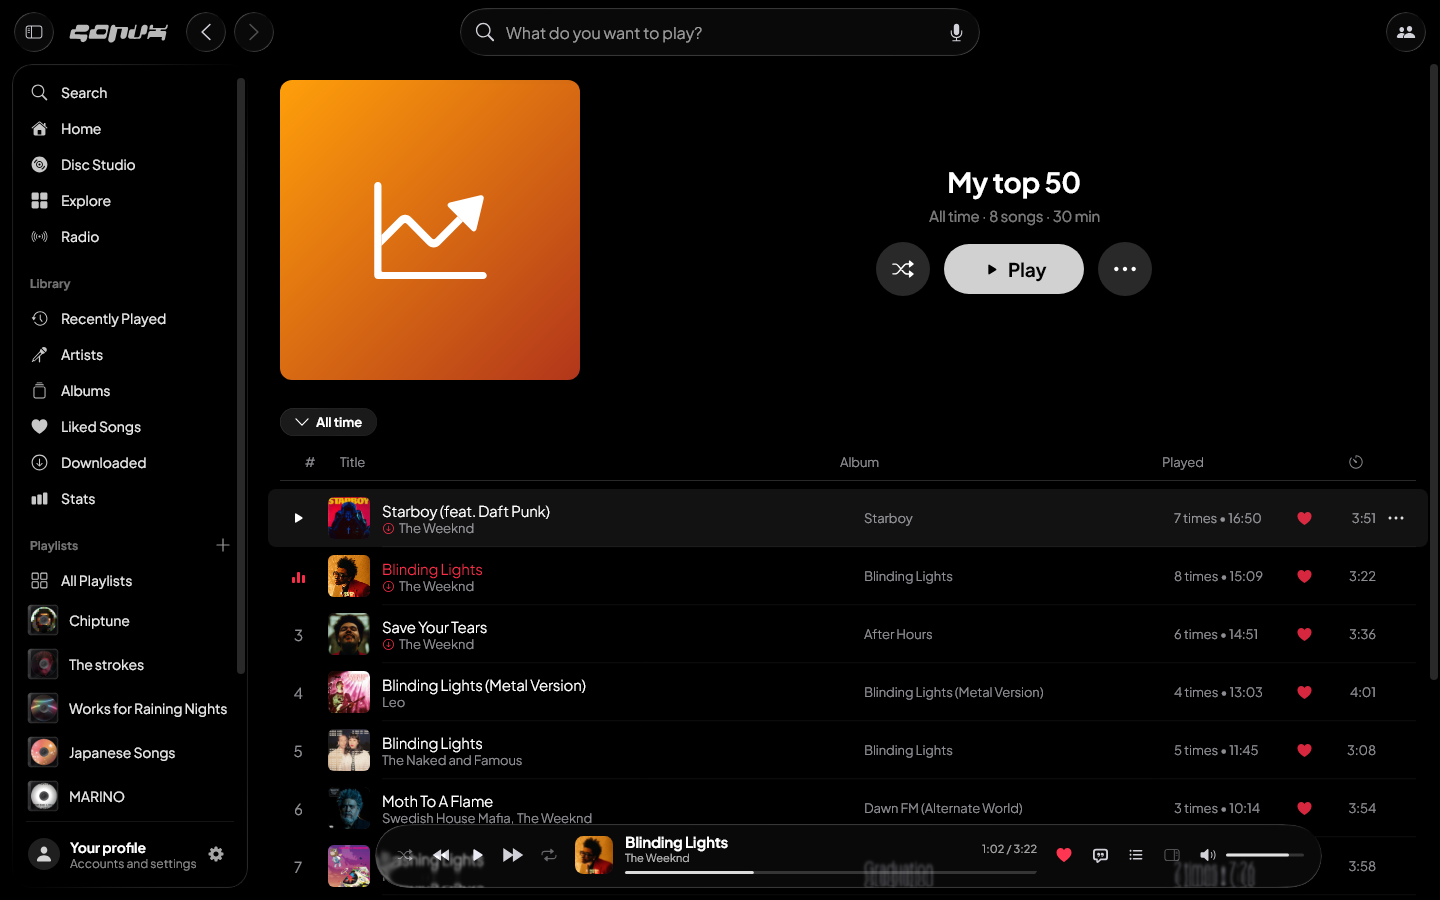 What do you want to play?
Search
Home
Disc Studio
Explore
Radio
Library
Recently Played
Artists
Albums
Liked Songs
Downloaded
Stats
Playlists
All Playlists
Chiptune
The strokes
Works for Raining Nights
Japanese Songs
MARINO
Your profile
Accounts and settings
My top 50
All time · 8 songs · 30 min
Play
All time
# Title Album Played
STARBOY
Starboy (feat. Daft Punk) Starboy 7 times • 16:50 3:51
The Weeknd
Blinding Lights Blinding Lights 8 times • 15:09 3:22
The Weeknd
3 Save Your Tears After Hours 6 times • 14:51 3:36
The Weeknd
4 Blinding Lights (Metal Version) Blinding Lights (Metal Version) 4 times • 13:03 4:01
Leo
5 Blinding Lights Blinding Lights 5 times • 11:45 3:08
The Naked and Famous
6 Moth To A Flame Dawn FM (Alternate World) 3 times • 10:14 3:54
Swedish House Mafia, The Weeknd
7 Graduation 3:58
Blinding Lights
The Weeknd
1:02 / 3:22